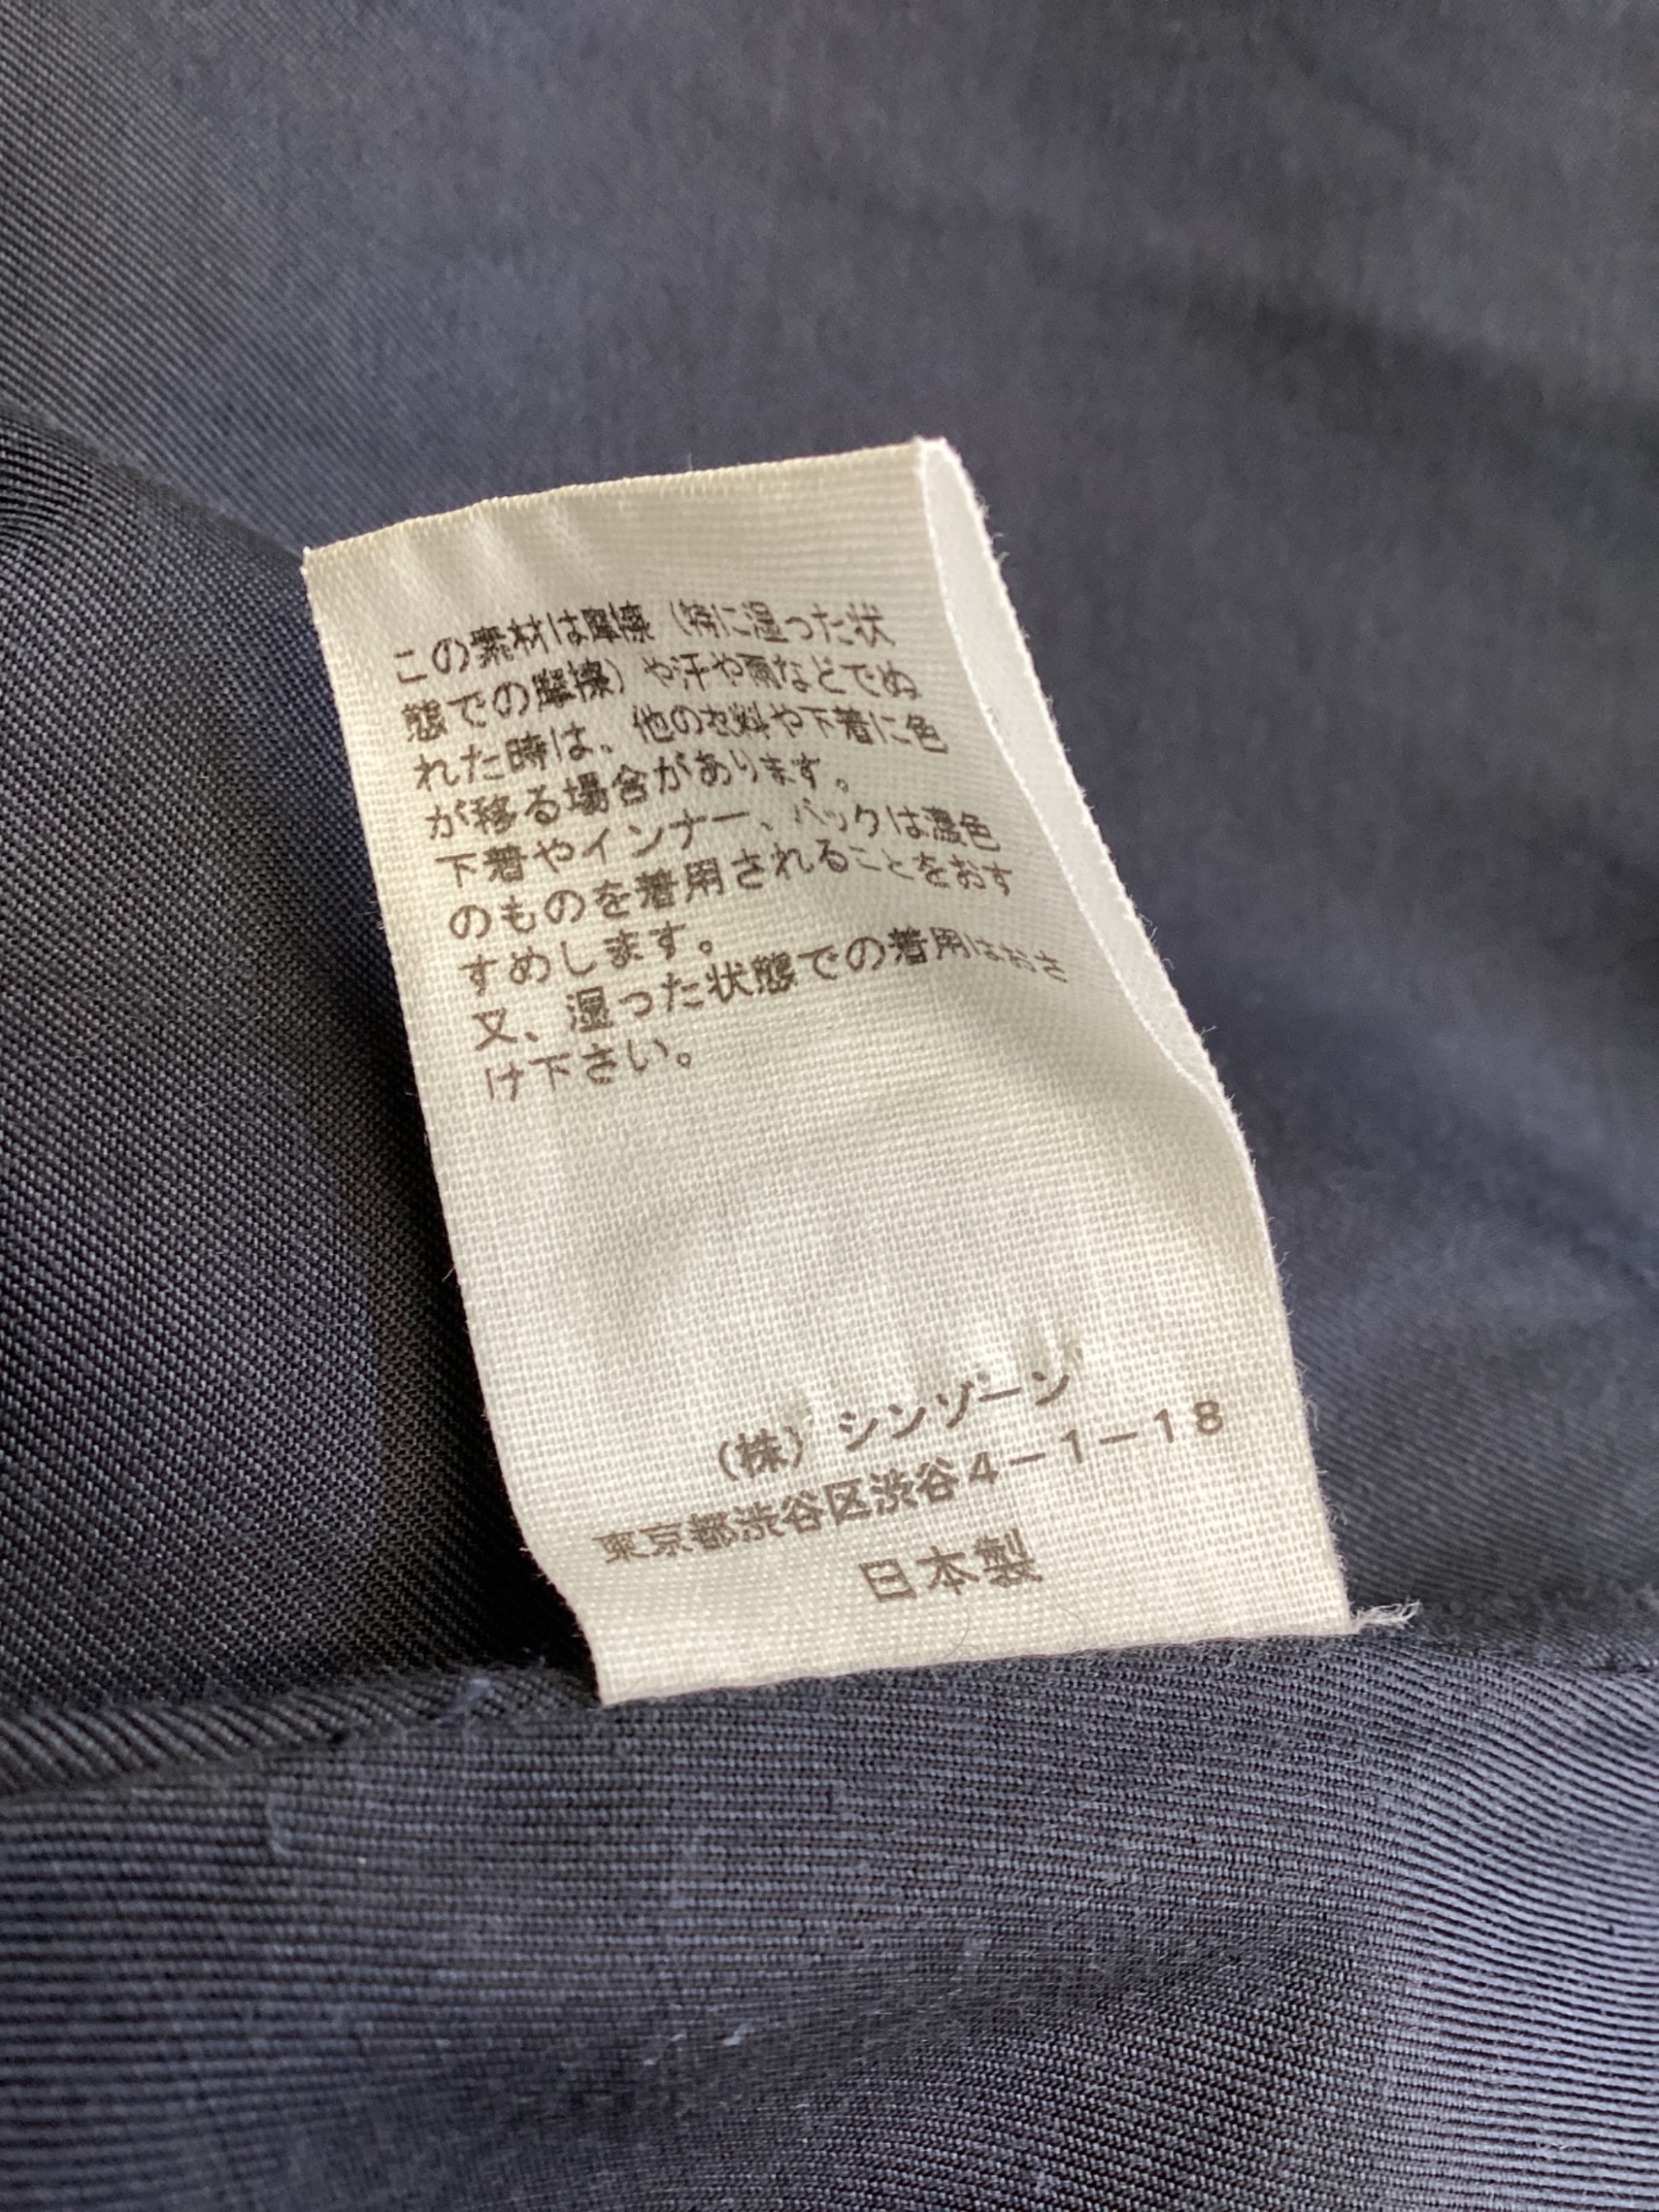 この素材は摩擦（特に湿った状
態での摩擦）や汗や雨などでぬ
れた時は、他の衣料や下着に色
が移る場合があります。
下着やインナー、バックは濃色
のものを着用されることをおす
すめします。
又、湿った状態での着用はおさ
け下さい。
（株）シンゾーン
東京都渋谷区渋谷４－１－１８
日本製